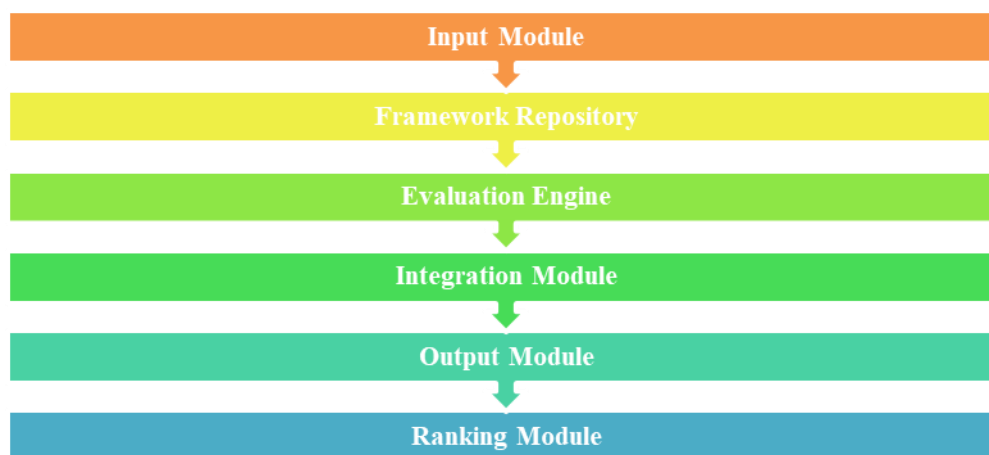 Input Module
Framework Repository
Evaluation Engine
Integration Module
Output Module
Ranking Module